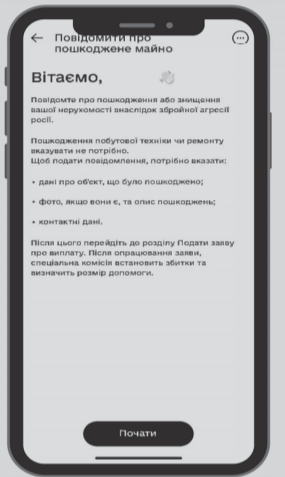 Повідомити про
пошкоджене майно
Вітаємо,
Повідомте про пошкодження або знищення
вашої нерухомості внаслідок збройної агресії
росії.
Пошкодження побутової техніки чи ремонту
вказувати не потрібно.
Щоб подати повідомлення, потрібно вказати:
• дані про об'єкт, що було пошкоджено;
• фото, якщо вони є, та опис пошкоджень;
• контактні дані.
Після цього перейдіть до розділу Подати заяву
про виплату. Після опрацювання заяви,
спеціальна комісія встановить збитки та
визначить розмір допомоги.
Почати